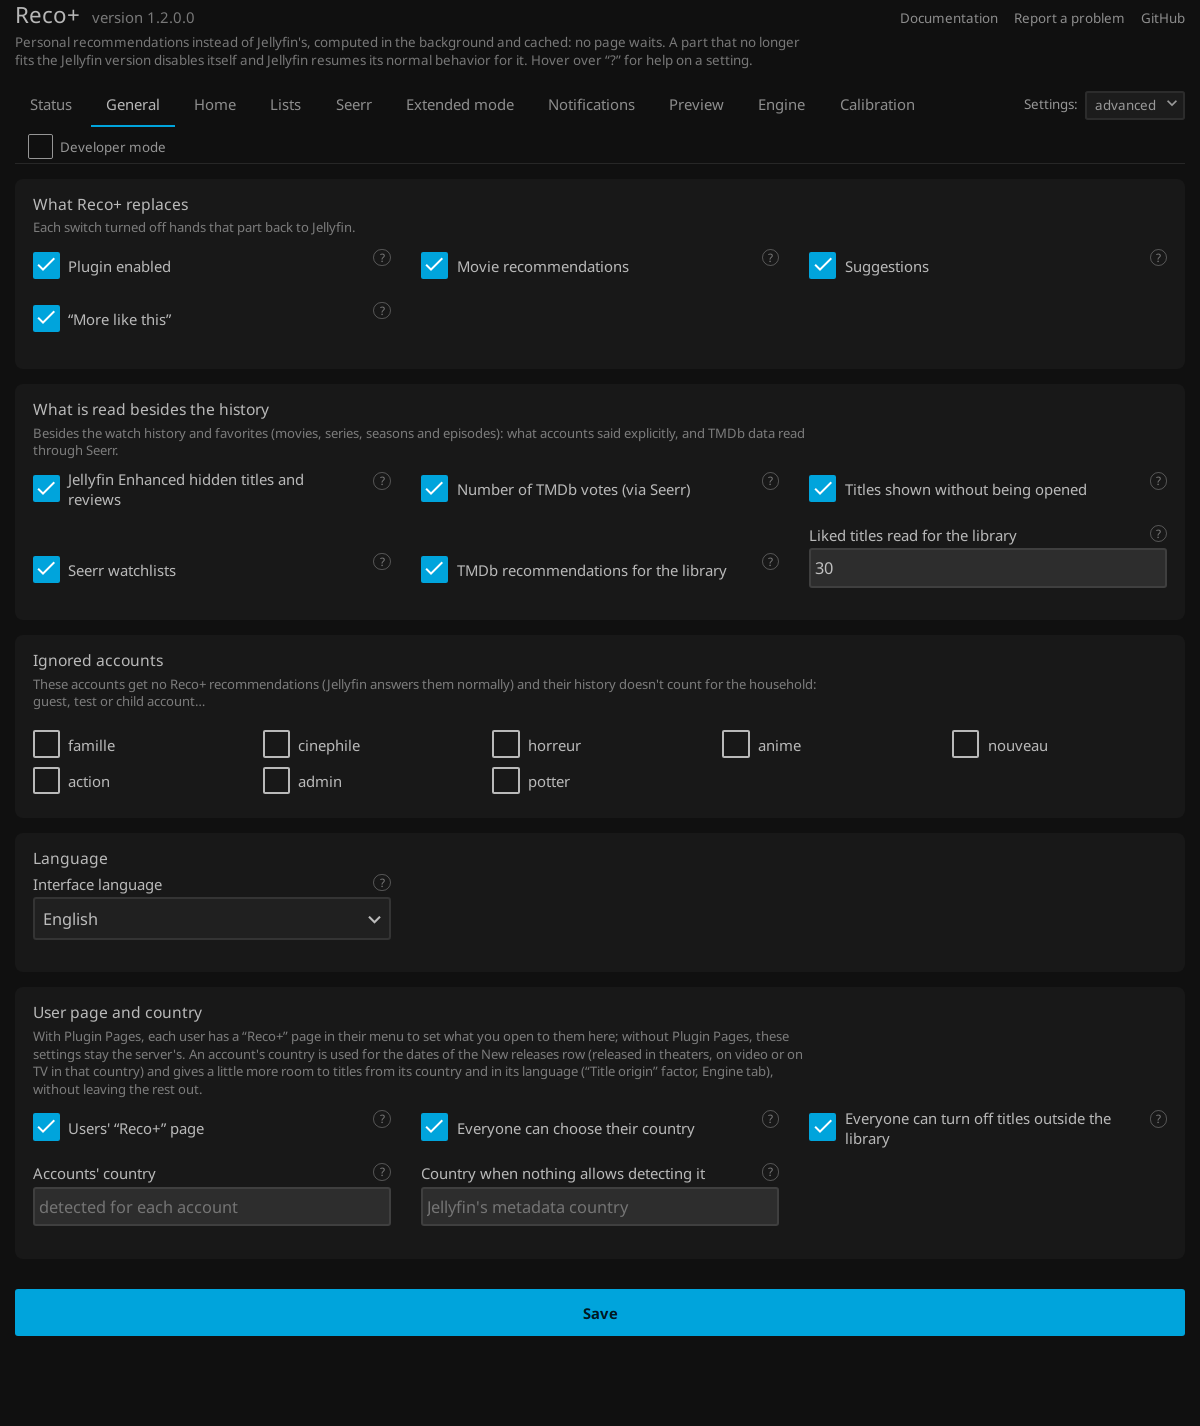 Reco+ version 1.2.0.0
Documentation Report a problem GitHub
Personal recommendations instead of Jellyfin's, computed in the background and cached: no page waits. A part that no longer
fits the Jellyfin version disables itself and Jellyfin resumes its normal behavior for it. Hover over “?” for help on a setting.
Status General Home Lists Seerr Extended mode Notifications Preview Engine Calibration Settings: advanced
Developer mode
What Reco+ replaces
Each switch turned off hands that part back to Jellyfin.
Plugin enabled ? Movie recommendations ? Suggestions ?
“More like this” ?
What is read besides the history
Besides the watch history and favorites (movies, series, seasons and episodes): what accounts said explicitly, and TMDb data read
through Seerr.
Jellyfin Enhanced hidden titles and
reviews
?
Number of TMDb votes (via Seerr) ?
Titles shown without being opened ?
Seerr watchlists ?
TMDb recommendations for the library ?
Liked titles read for the library ?
30
Ignored accounts
These accounts get no Reco+ recommendations (Jellyfin answers them normally) and their history doesn't count for the household:
guest, test or child account...
famille cinephile horreur anime nouveau
action admin potter
Language
Interface language ?
English
User page and country
With Plugin Pages, each user has a “Reco+” page in their menu to set what you open to them here; without Plugin Pages, these
settings stay the server's. An account's country is used for the dates of the New releases row (released in theaters, on video or on
TV in that country) and gives a little more room to titles from its country and in its language (“Title origin” factor, Engine tab),
without leaving the rest out.
Users' “Reco+” page ?
Everyone can choose their country ?
Everyone can turn off titles outside the
library
?
Accounts' country ?
detected for each account
Country when nothing allows detecting it ?
Jellyfin's metadata country
Save